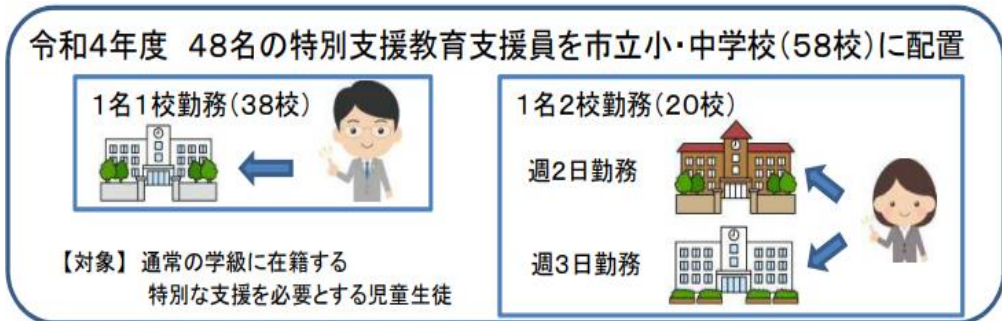 令和4年度 48名の特別支援教育支援員を市立小・中学校(58校)に配置
1名1校勤務(38校)
【対象】通常の学級に在籍する
特別な支援を必要とする児童生徒
1名2校勤務(20校)
週2日勤務
週3日勤務